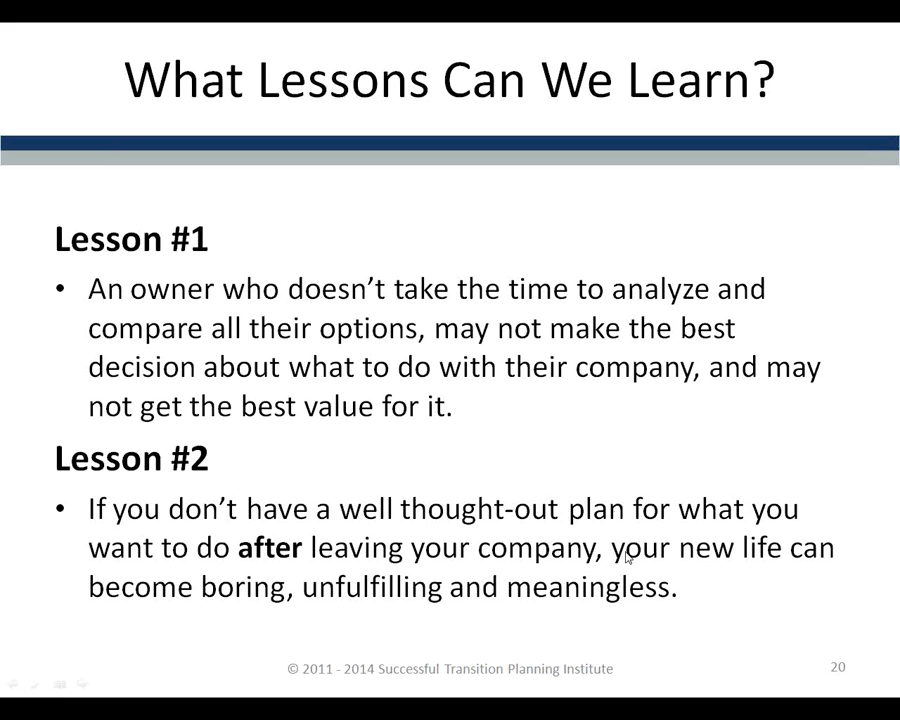 What Lessons Can We Learn?
Lesson #1
• An owner who doesn’t take the time to analyze and
compare all their options, may not make the best
decision about what to do with their company, and may
not get the best value for it.
Lesson #2
• If you don’t have a well thought-out plan for what you
want to do after leaving your company, your new life can
become boring, unfulfilling and meaningless.
© 2011 - 2014 Successful Transition Planning Institute
20